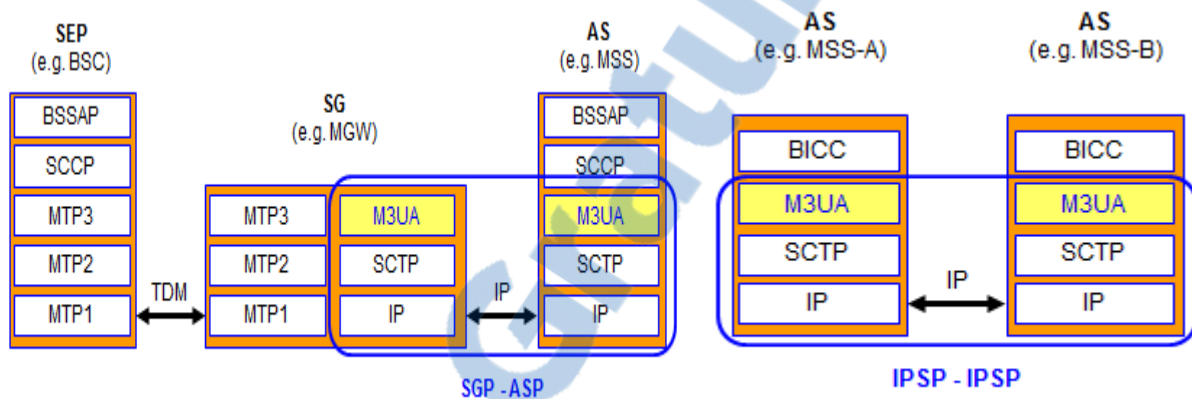 SEP
(e.g. BSC)
BSSAP
SCCP
MTP3
MTP2
MTP1
TDM
SG
(e.g. MGW)
MTP3
MTP2
MTP1
M3UA
SCTP
IP
IP
AS
(e.g. MSS)
BSSAP
SCCP
M3UA
SCTP
IP
SGP - ASP
AS
(e.g. MSS-A)
BICC
M3UA
SCTP
IP
IP
AS
(e.g. MSS-B)
BICC
M3UA
SCTP
IP
IPSP - IPSP
Gratu